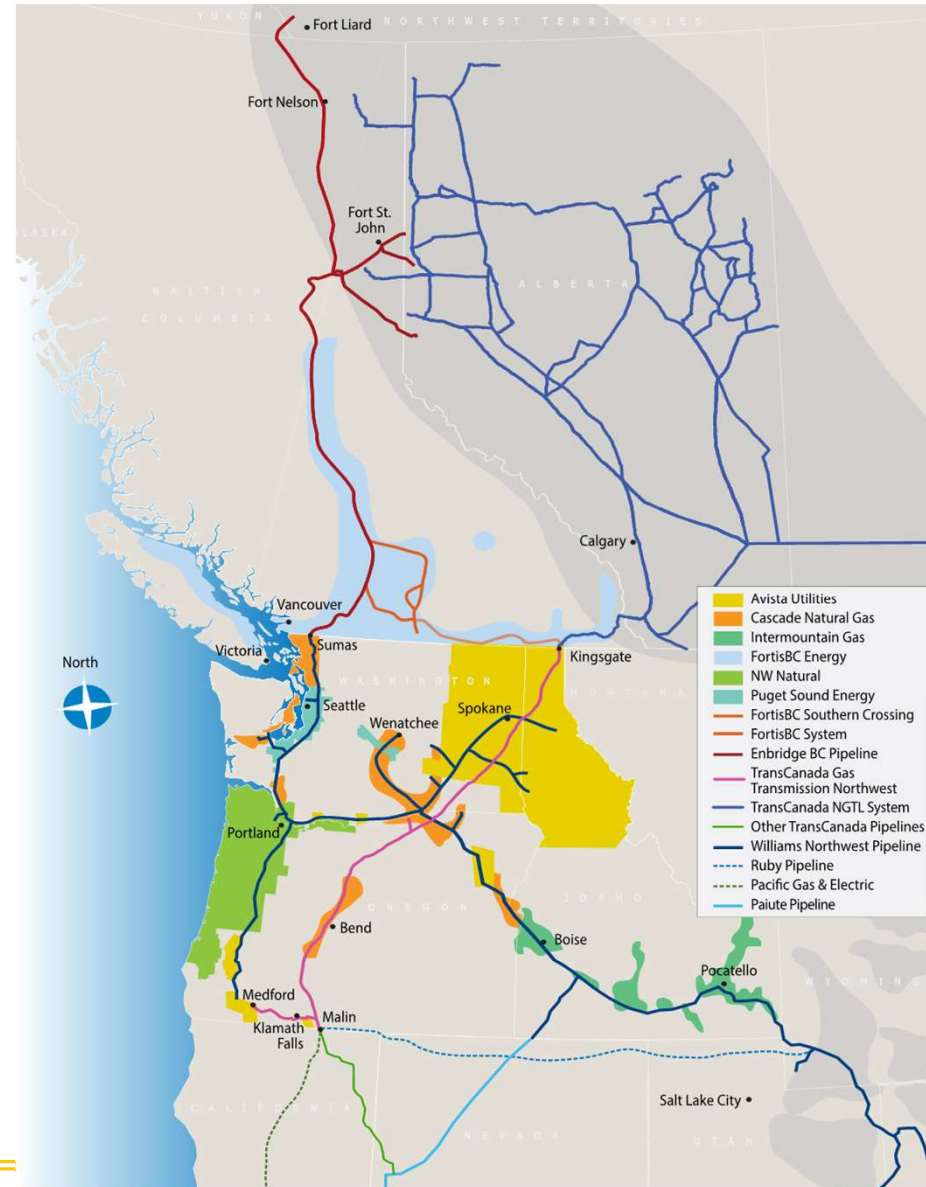 YUKON
NORTHWEST TERRITORIES
Fort Liard
Fort Nelson
Fort St.
John
ALASKA
BRITISH
COLUMBIA
ALBERTA
Calgary
Vancouver
Sumas
Victoria
Kingsgate
North
WASHINGTON
MONTANA
Seattle
Wenatchee
Spokane
Portland
OREGON
IDAHO
Bend
Boise
Pocatello
WYOMING
Medford
Klamath
Falls
Malin
Salt Lake City
CALIFORNIA
NEVADA
UTAH
Avista Utilities
Cascade Natural Gas
Intermountain Gas
FortisBC Energy
NW Natural
Puget Sound Energy
FortisBC Southern Crossing
FortisBC System
Enbridge BC Pipeline
TransCanada Gas
Transmission Northwest
TransCanada NGTL System
Other TransCanada Pipelines
Williams Northwest Pipeline
Ruby Pipeline
Pacific Gas & Electric
Paiute Pipeline